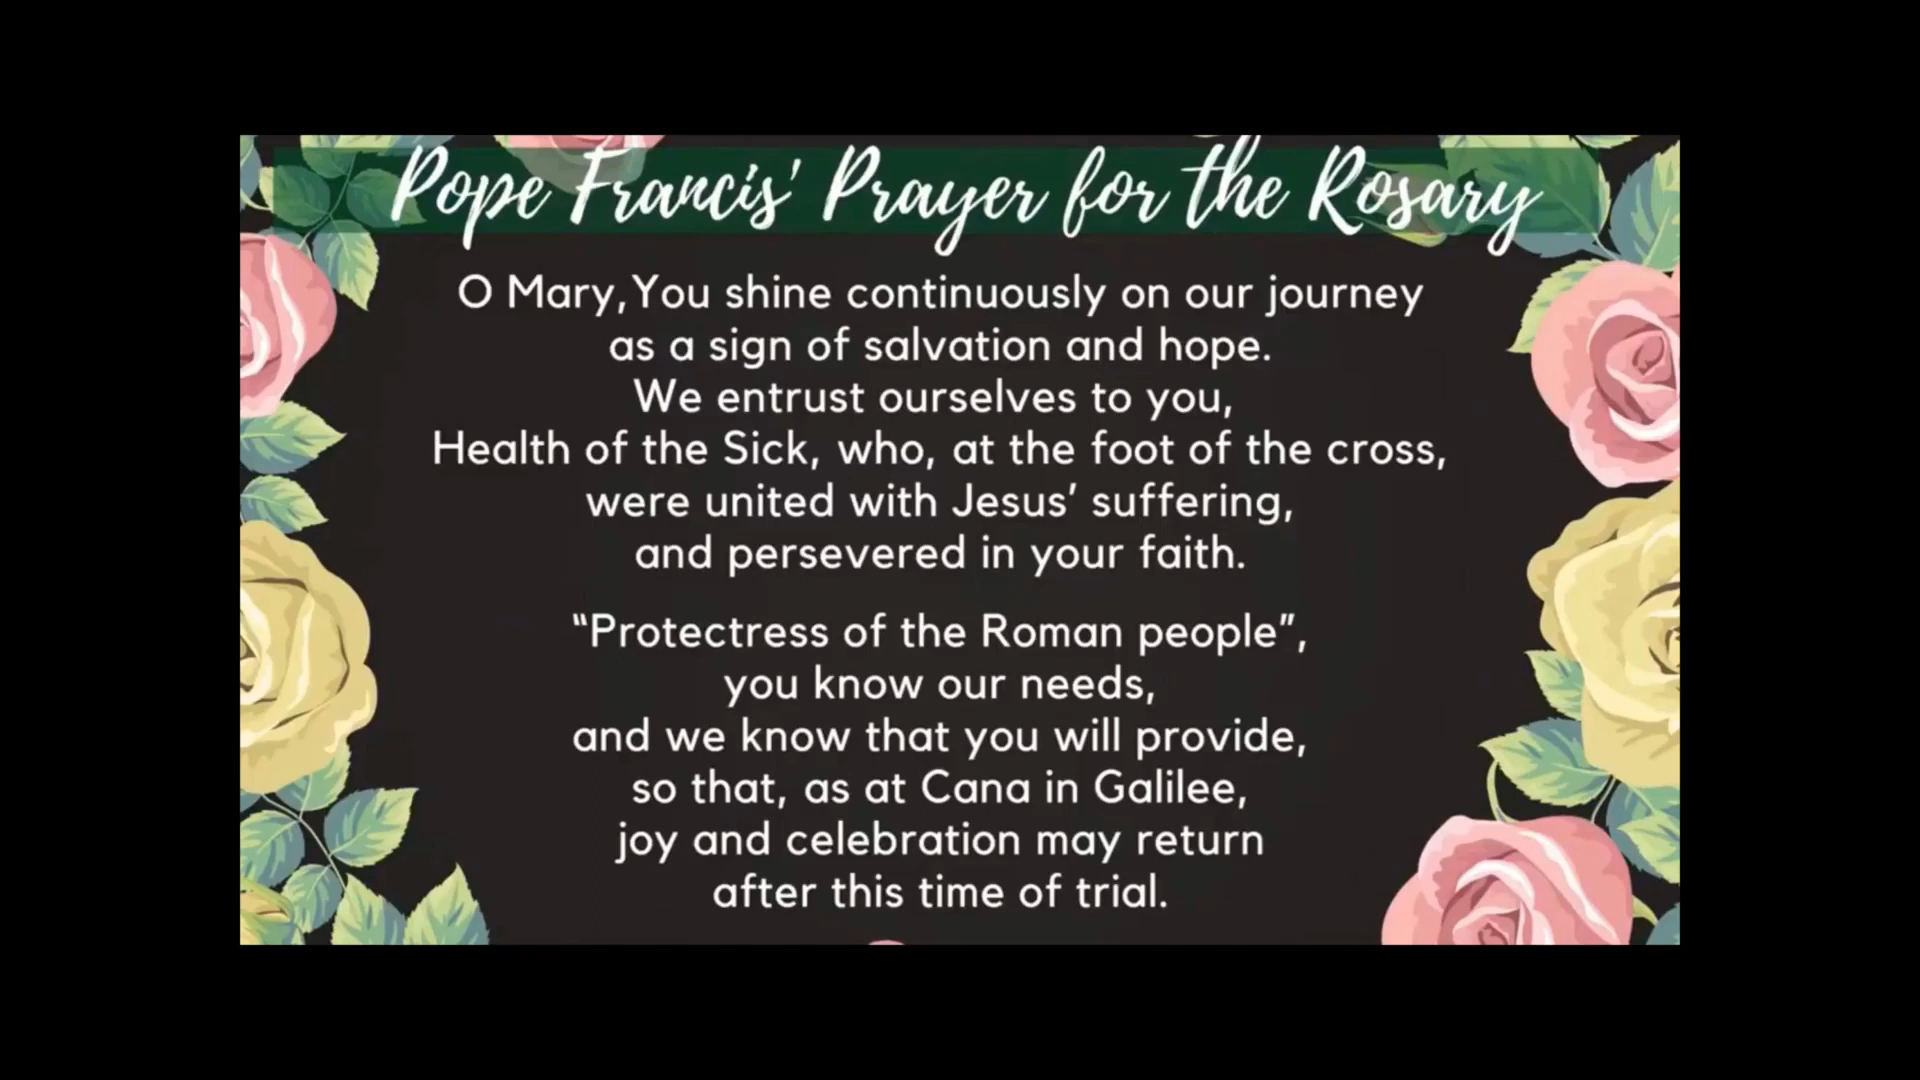 Pope Francis' Prayer for the Rosary
O Mary,You shine continuously on our journey
as a sign of salvation and hope.
We entrust ourselves to you,
Health of the Sick, who, at the foot of the cross,
were united with Jesus’ suffering,
and persevered in your faith.
“Protectress of the Roman people”,
you know our needs,
and we know that you will provide,
so that, as at Cana in Galilee,
joy and celebration may return
after this time of trial.